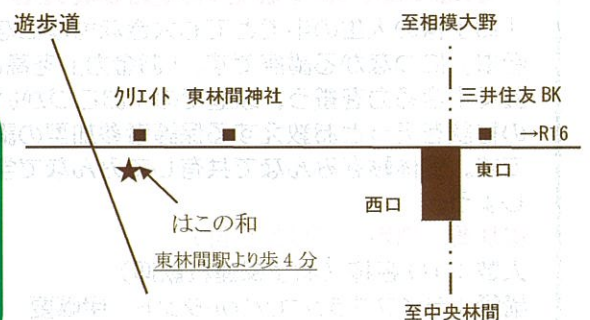 遊歩道
至相模大野
クリエイト 東林間神社
三井住友 BK
→R16
東口
西口
はこの和
東林間駅より歩 4 分
至中央林間